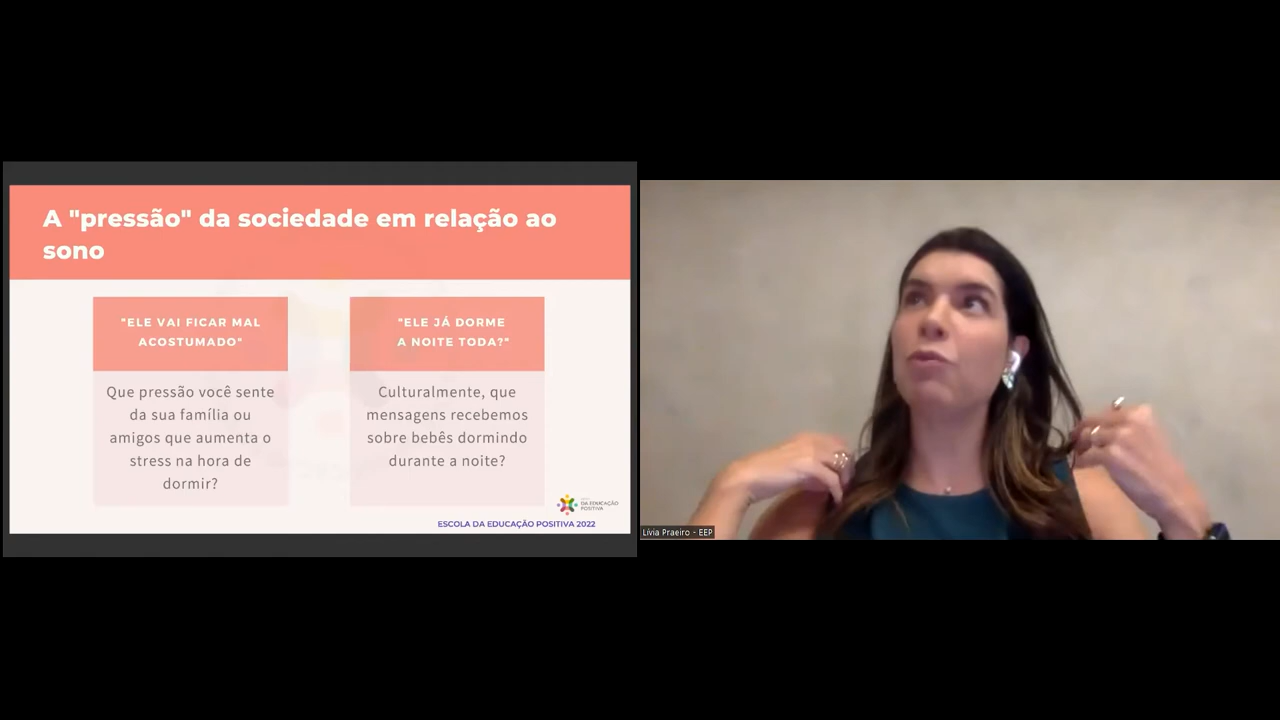 A "pressão" da sociedade em relação ao
sono
"ELE VAI FICAR MAL
ACOSTUMADO"
Que pressão você sente
da sua família ou
amigos que aumenta o
stress na hora de
dormir?
"ELE JÁ DORME
A NOITE TODA?"
Culturalmente, que
mensagens recebemos
sobre bebês dormindo
durante a noite?
DA EDUCAÇÃO
POSITIVA
ESCOLA DA EDUCAÇÃO POSITIVA 2022
Lívia Praeiro - EEP